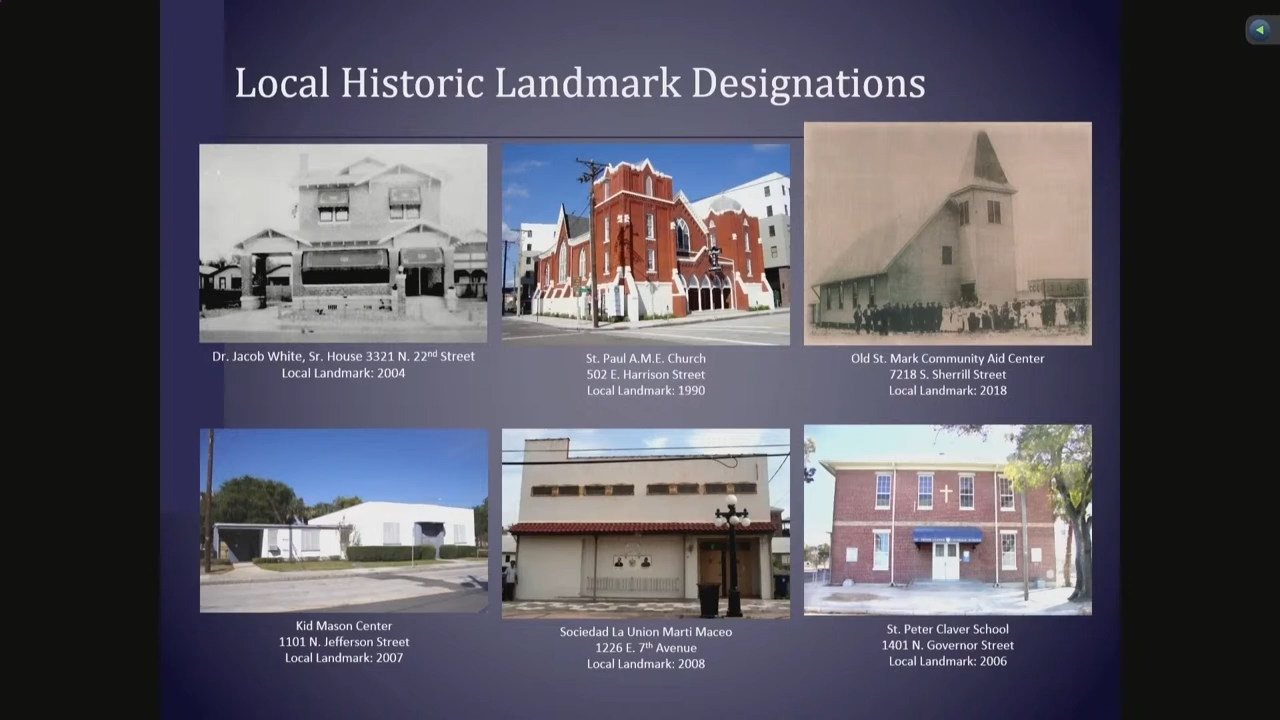 Local Historic Landmark Designations
Dr. Jacob White, Sr. House 3321 N. 22nd Street
Local Landmark: 2004
St. Paul A.M.E. Church
502 E. Harrison Street
Local Landmark: 1990
Old St. Mark Community Aid Center
7218 S. Sherrill Street
Local Landmark: 2018
Kid Mason Center
1101 N. Jefferson Street
Local Landmark: 2007
Sociedad La Union Marti Maceo
1226 E. 7th Avenue
Local Landmark: 2008
St. Peter Claver School
1401 N. Governor Street
Local Landmark: 2006